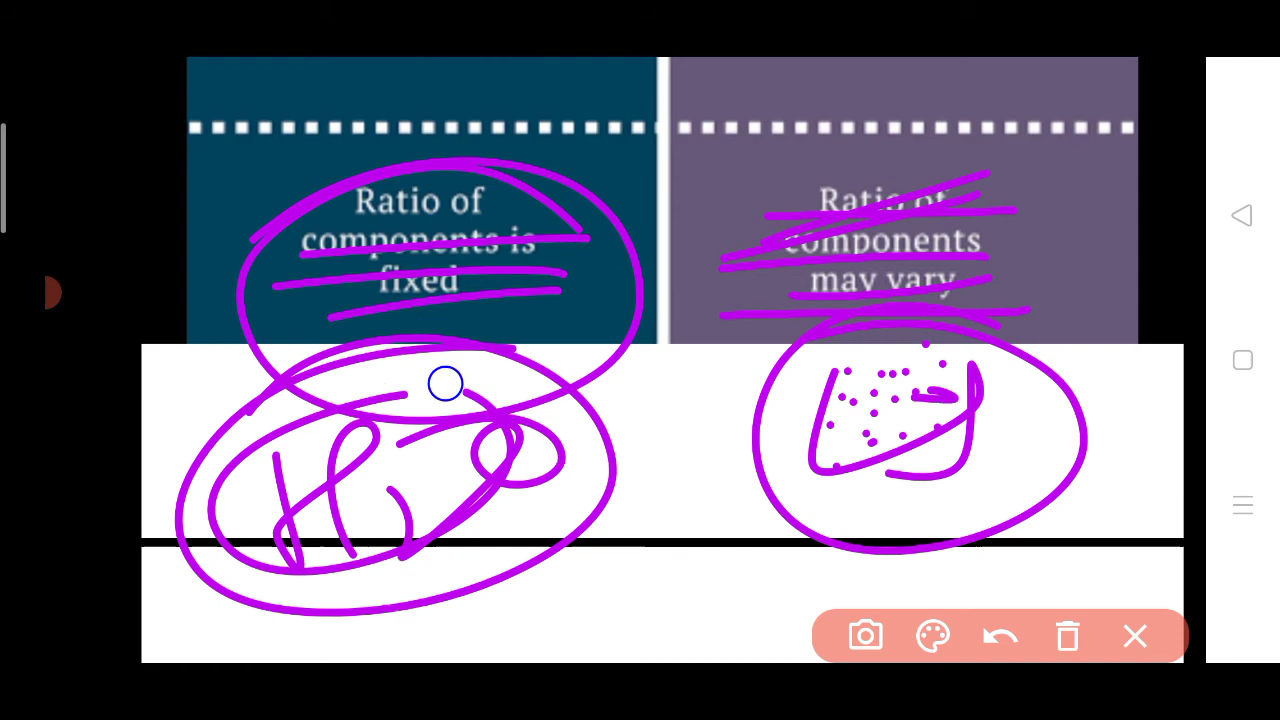 Ratio of
components is
fixed
Ratio of
components
may vary